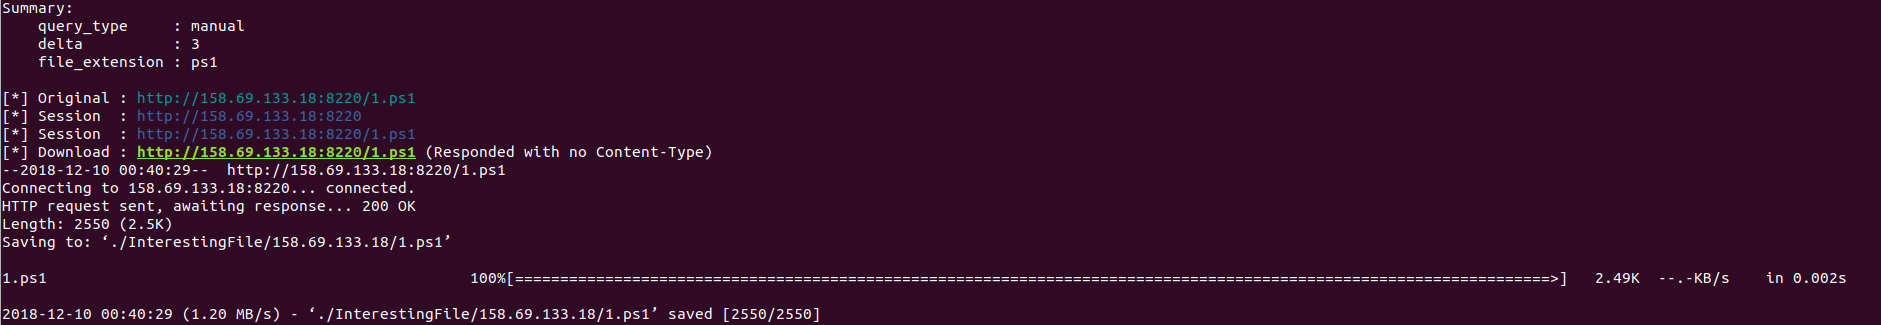 Summary:
    query_type     : manual
    delta          : 3
    file_extension : ps1

[*] Original : http://158.69.133.18:8220/1.ps1
[*] Session  : http://158.69.133.18:8220
[*] Session  : http://158.69.133.18:8220/1.ps1
[*] Download : http://158.69.133.18:8220/1.ps1 (Responded with no Content-Type)
--2018-12-10 00:40:29--  http://158.69.133.18:8220/1.ps1
Connecting to 158.69.133.18:8220... connected.
HTTP request sent, awaiting response... 200 OK
Length: 2550 (2.5K)
Saving to: ‘./InterestingFile/158.69.133.18/1.ps1’

1.ps1                                               100%[===================================================================================================================>]   2.49K  --.-KB/s    in 0.002s

2018-12-10 00:40:29 (1.20 MB/s) - ‘./InterestingFile/158.69.133.18/1.ps1’ saved [2550/2550]